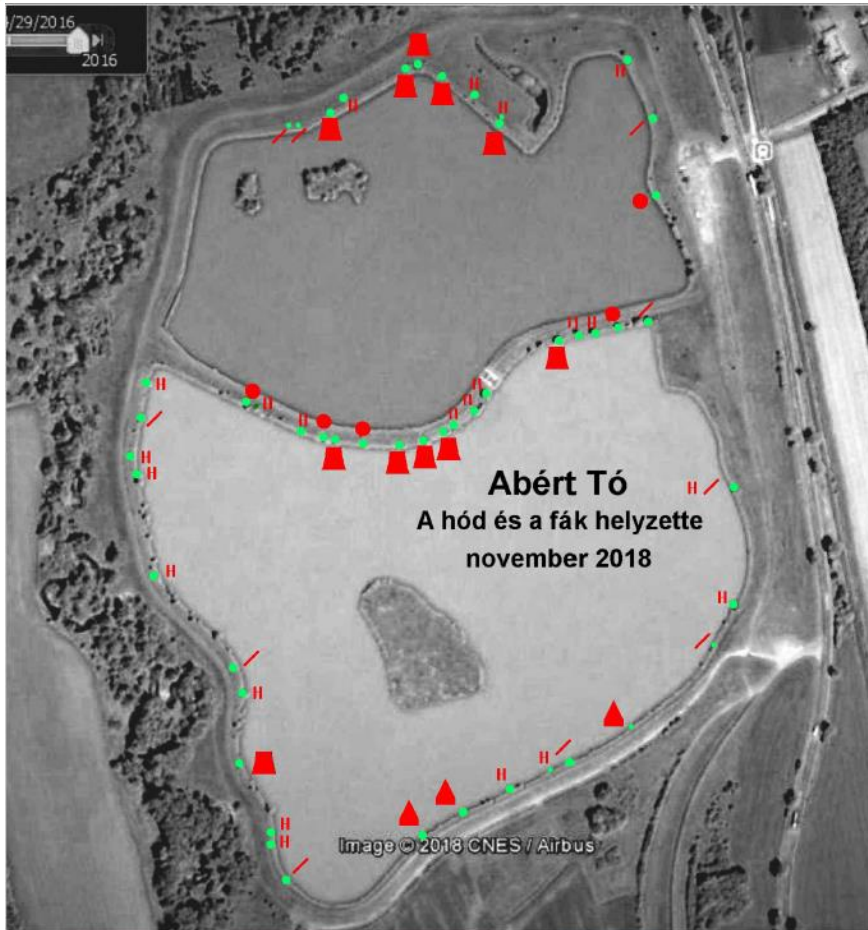 /29/2016
2016
Abért Tó
A hód és a fák helyzette
november 2018
Image © 2018 CNES / Airbus